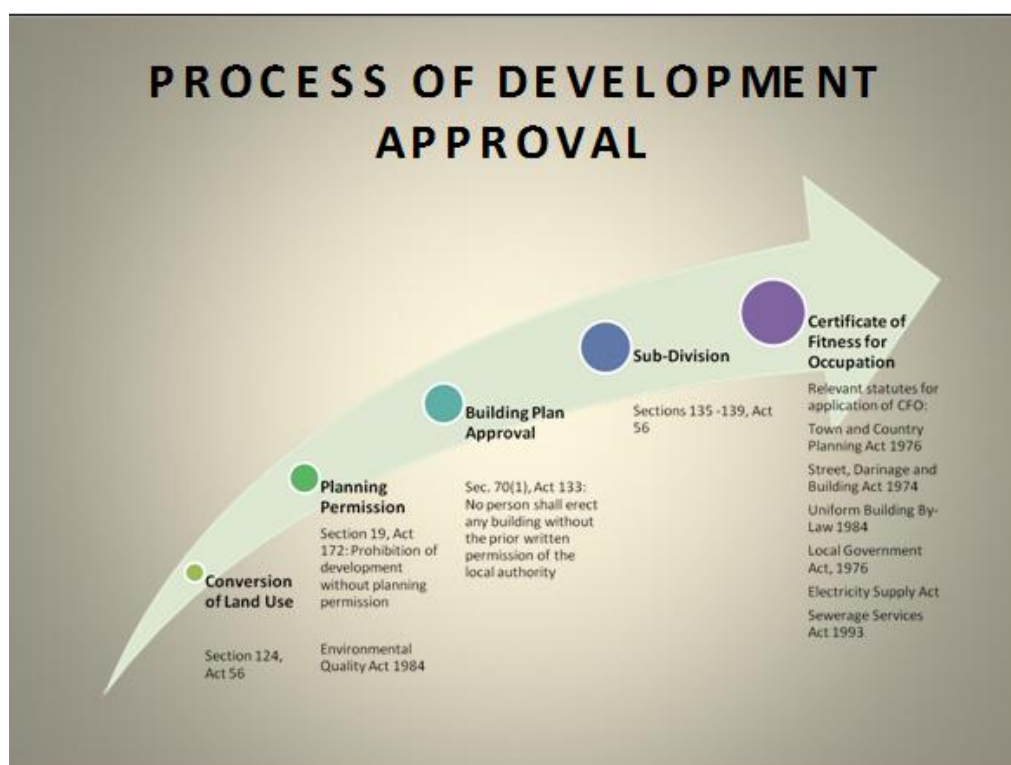 PROCESS OF DEVELOPMENT
APPROVAL
Conversion
of Land Use
Section 124,
Act 56
Planning
Permission
Section 19, Act
172: Prohibition of
development
without planning
permission
Environmental
Quality Act 1984
Building Plan
Approval
Sec. 70(1), Act 133:
No person shall erect
any building without
the prior written
permission of the
local authority
Sub-Division
Sections 135 -139, Act
56
Certificate of
Fitness for
Occupation
Relevant statutes for
application of CFO:
Town and Country
Planning Act 1976
Street, Darinage and
Building Act 1974
Uniform Building By-
Law 1984
Local Government
Act, 1976
Electricity Supply Act
Sewerage Services
Act 1993